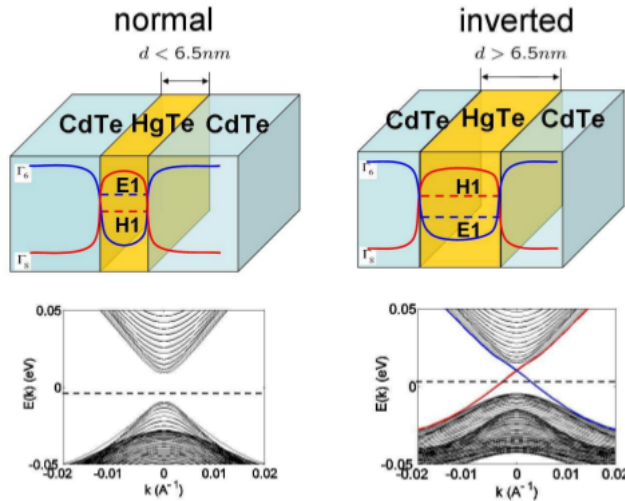 normal
inverted
d < 6.5nm
d > 6.5nm
CdTe HgTe CdTe
CdTe HgTe CdTe
Γ6
E1
H1
Γ8
Γ6
H1
E1
Γ8
0.05
0
-0.05
E(k) (eV)
-0.02 -0.01 0 0.01 0.02
k (A⁻¹)
0.05
0
-0.05
E(k) (eV)
-0.02 -0.01 0 0.01 0.02
k (A⁻¹)